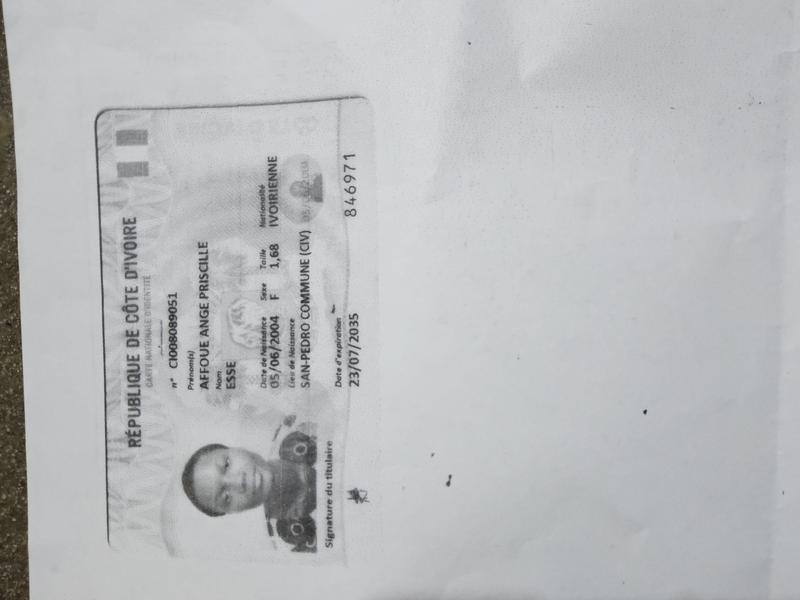 RÉPUBLIQUE DE CÔTE D'IVOIRE
CARTE NATIONALE D'IDENTITÉ
n° CI008089051
Prénom(s)
AFFOUE ANGE PRISCILLE
Nom
ESSE
Date de Naissance Sexe Taille Nationalité
05/06/2004 F 1,68 IVOIRIENNE
Lieu de Naissance
SAN-PEDRO COMMUNE (CIV)
Date d'expiration
23/07/2035
846971
Signature du titulaire